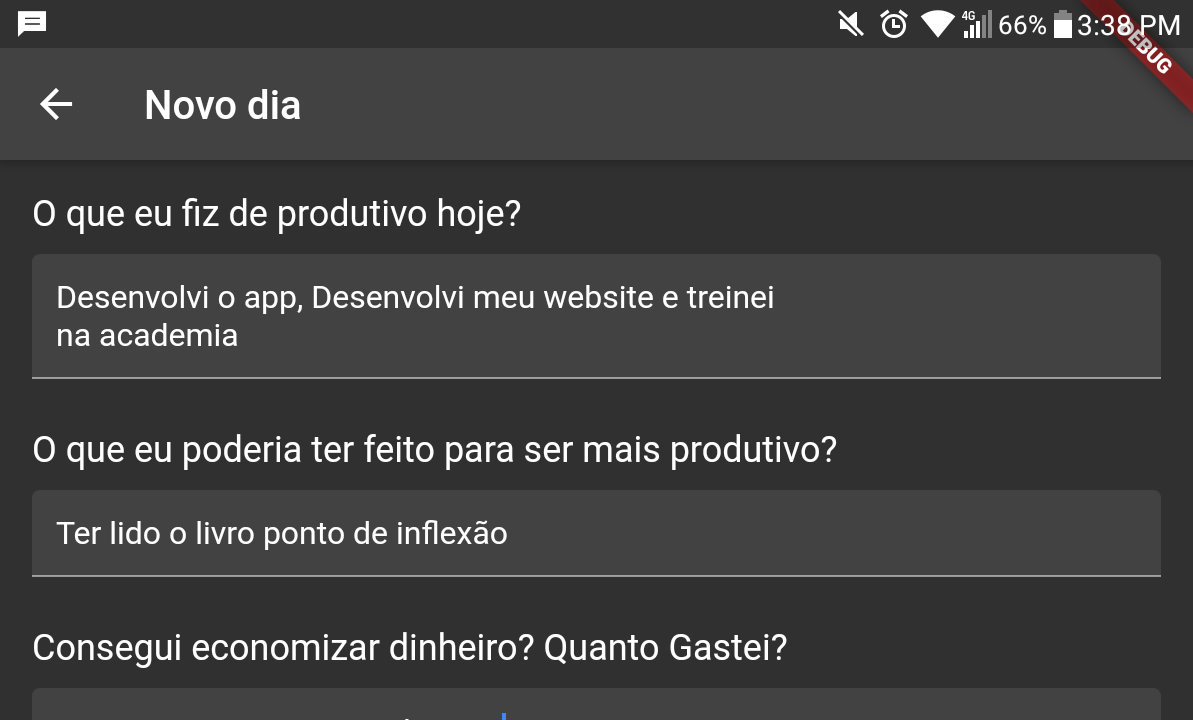 4G 66% 3:38 PM
DEBUG
Novo dia
O que eu fiz de produtivo hoje?
Desenvolvi o app, Desenvolvi meu website e treinei
na academia
O que eu poderia ter feito para ser mais produtivo?
Ter lido o livro ponto de inflexão
Consegui economizar dinheiro? Quanto Gastei?